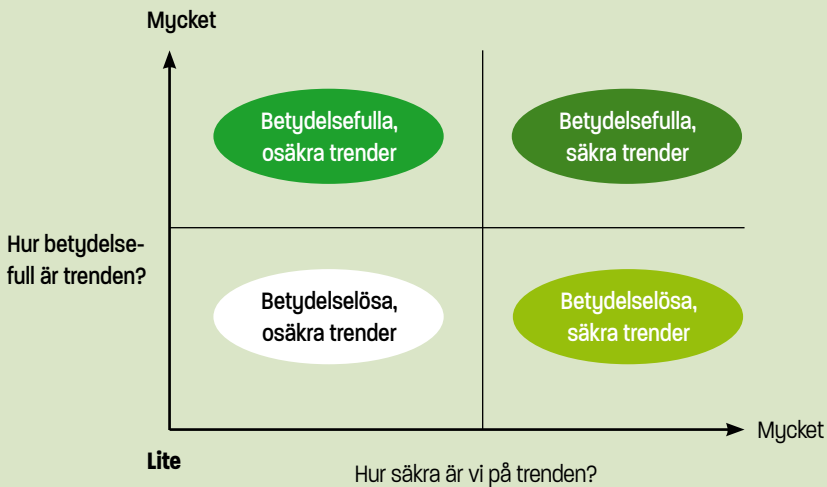 Mycket
Betydelsefulla,
osäkra trender
Betydelsefulla,
säkra trender
Hur betydelse-
full är trenden?
Betydelselösa,
osäkra trender
Betydelselösa,
säkra trender
Mycket
Lite
Hur säkra är vi på trenden?